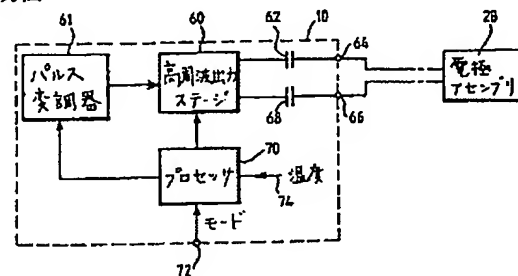 61
60
62
10
64
28
パルス
変調器
高周波出力
ステージ
電極
アセンブリ
68
66
70
プロセッサ
温度
74
モード
72